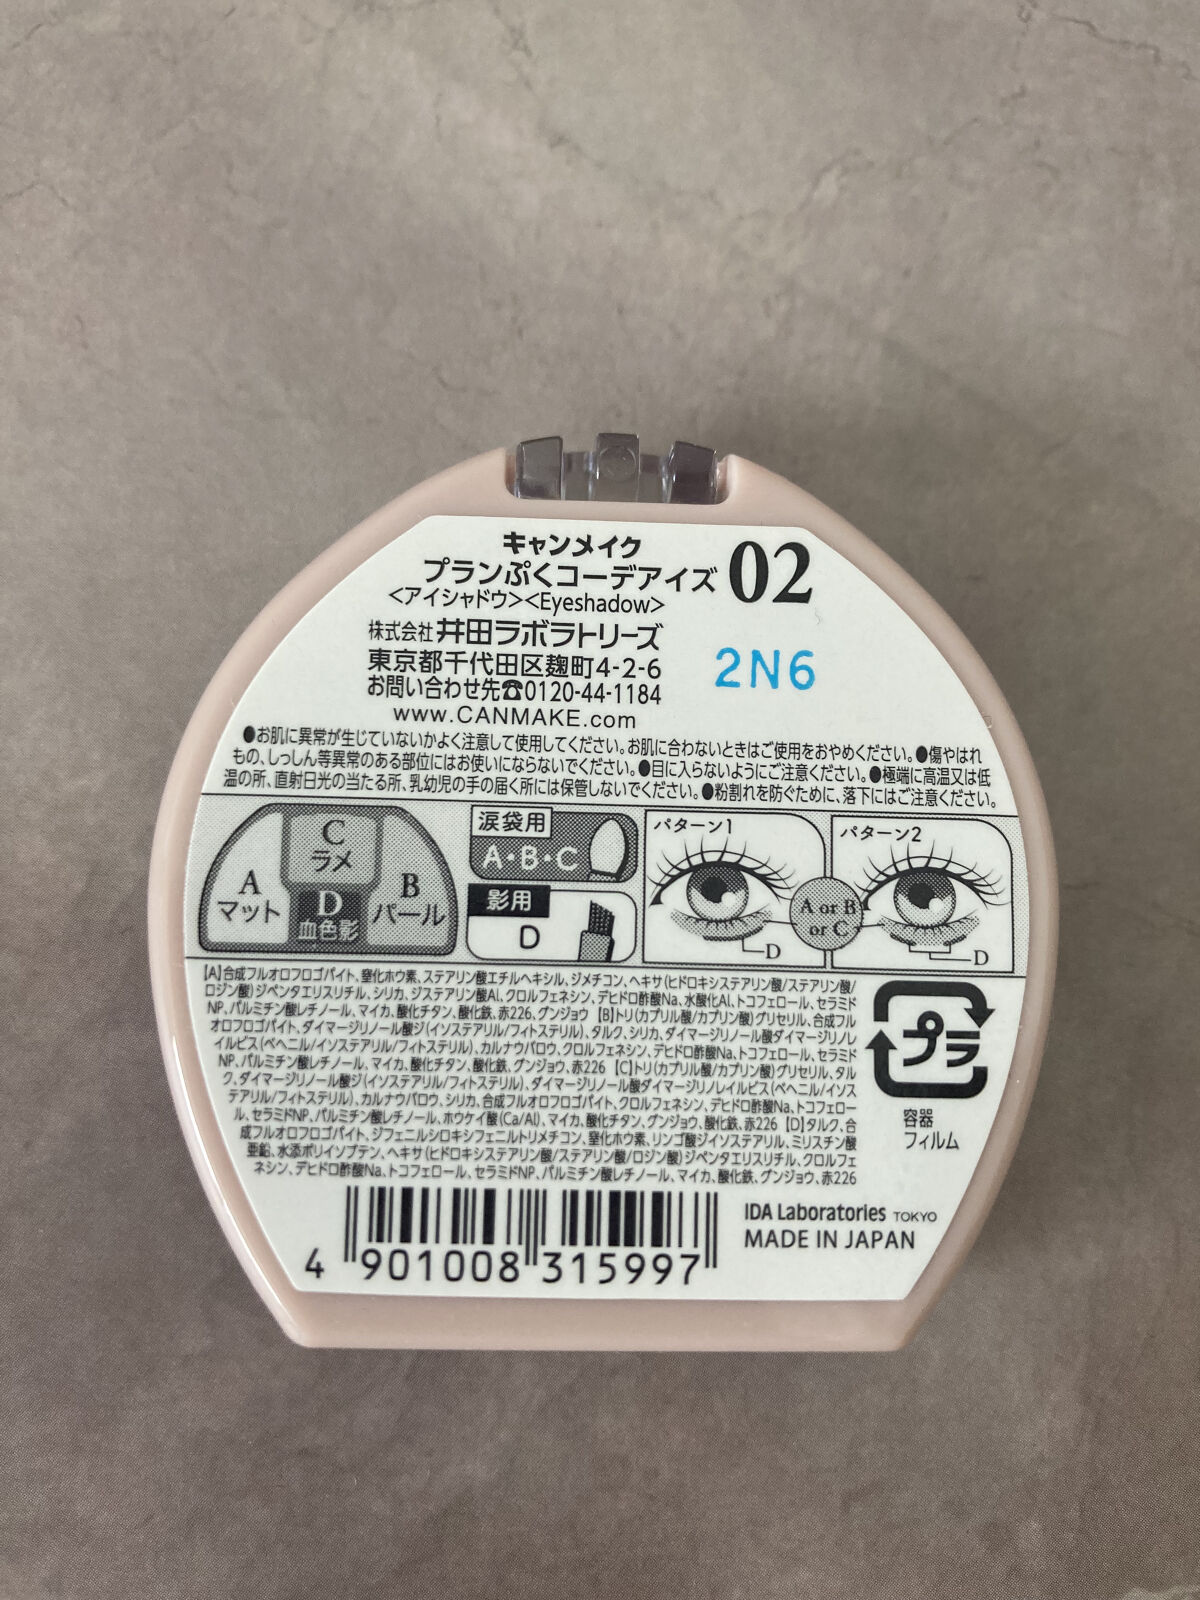 キャンメイク
プランぷくコーデアイズ 02
<アイシャドウ><Eyeshadow>
株式会社 井田ラボラトリーズ
東京都千代田区麹町4-2-6
お問い合わせ先☎0120-44-1184
www.CANMAKE.com
2N6
●お肌に異常が生じていないかよく注意して使用してください。お肌に合わないときはご使用をおやめください。●傷やはれ
もの、しっしん等異常のある部位にはお使いにならないでください。●目に入らないようにご注意ください。●極端に高温又は低
温の所、直射日光の当たる所、乳幼児の手の届く所には保管しないでください。●粉割れを防ぐために、落下にはご注意ください。
A
マット
C
ラメ
D
血色影
B
パール
涙袋用
A・B・C
影用
D
パターン1
D
A or B
or C
パターン2
D
【A】合成フルオロフロゴパイト、窒化ホウ素、ステアリン酸エチルヘキシル、ジメチコン、ヘキサ(ヒドロキシステアリン酸/ステアリン酸/
ロジン酸)ジペンタエリスリチル、シリカ、ジステアリン酸Al、クロルフェネシン、デヒドロ酢酸Na、水酸化Al、トコフェロール、セラミド
NP、パルミチン酸レチノール、マイカ、酸化チタン、酸化鉄、赤226、グンジョウ 【B】トリ(カプリル酸/カプリン酸)グリセリル、合成フル
オロフロゴパイト、ダイマージリノール酸ジ(イソステアリル/フィトステリル)、タルク、シリカ、ダイマージリノール酸ダイマージリノレ
イルビス(ベヘニル/イソステアリル/フィトステリル)、カルナウバロウ、クロルフェネシン、デヒドロ酢酸Na、トコフェロール、セラミド
NP、パルミチン酸レチノール、マイカ、酸化チタン、酸化鉄、グンジョウ、赤226 【C】トリ(カプリル酸/カプリン酸)グリセリル、タル
ク、ダイマージリノール酸ジ(イソステアリル/フィトステリル)、ダイマージリノール酸ダイマージリノレイルビス(ベヘニル/イソス
テアリル/フィトステリル)、カルナウバロウ、シリカ、合成フルオロフロゴパイト、クロルフェネシン、デヒドロ酢酸Na、トコフェロー
ル、セラミドNP、パルミチン酸レチノール、ホウケイ酸(Ca/Al)、マイカ、酸化チタン、グンジョウ、酸化鉄、赤226 【D】タルク、合
成フルオロフロゴパイト、ジフェニルシロキシフェニルトリメチコン、窒化ホウ素、リンゴ酸ジイソステアリル、ミリスチン酸
亜鉛、水添ポリイソブテン、ヘキサ(ヒドロキシステアリン酸/ステアリン酸/ロジン酸)ジペンタエリスリチル、クロルフェ
ネシン、デヒドロ酢酸Na、トコフェロール、セラミドNP、パルミチン酸レチノール、マイカ、酸化鉄、グンジョウ、赤226
プラ
容器
フィルム
4 901008 315997
IDA Laboratories TOKYO
MADE IN JAPAN